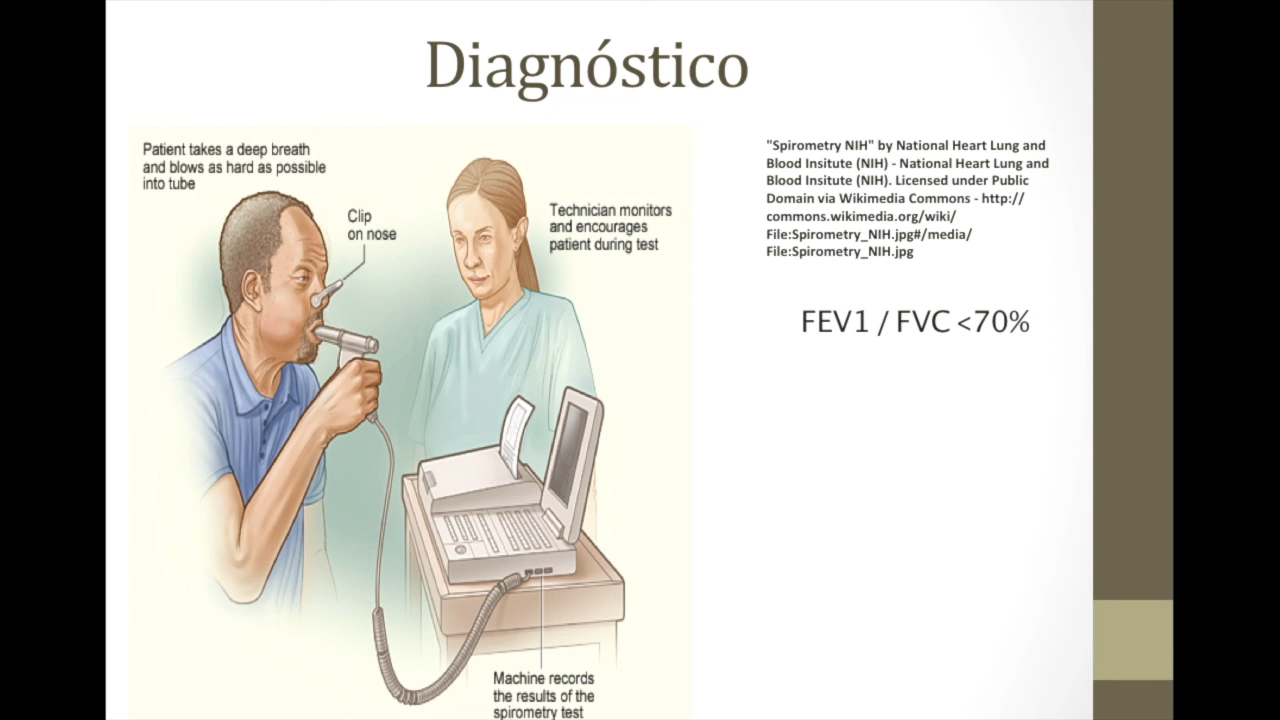 Diagnóstico
Patient takes a deep breath
and blows as hard as possible
into tube
Clip
on nose
Technician monitors
and encourages
patient during test
Machine records
the results of the
spirometry test
"Spirometry NIH" by National Heart Lung and
Blood Insitute (NIH) - National Heart Lung and
Blood Insitute (NIH). Licensed under Public
Domain via Wikimedia Commons - http://
commons.wikimedia.org/wiki/
File:Spirometry_NIH.jpg#/media/
File:Spirometry_NIH.jpg
FEV1 / FVC <70%